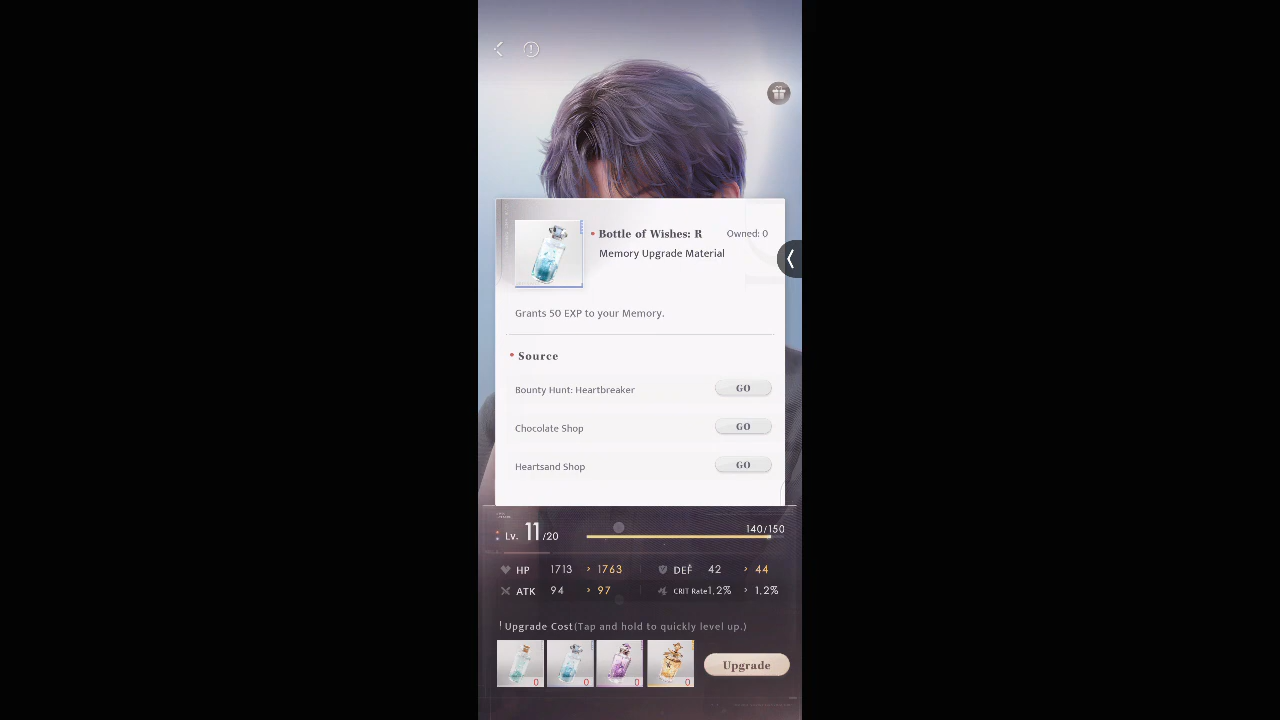 Bottle of Wishes: R
Owned: 0
Memory Upgrade Material
Grants 50 EXP to your Memory.
Source
Bounty Hunt: Heartbreaker
GO
Chocolate Shop
GO
Heartsand Shop
GO
Lv. 11/20
140/150
HP 1713 > 1763
DEF 42 > 44
ATK 94 > 97
CRIT Rate 1.2% > 1.2%
! Upgrade Cost(Tap and hold to quickly level up.)
0 0 0 0
Upgrade